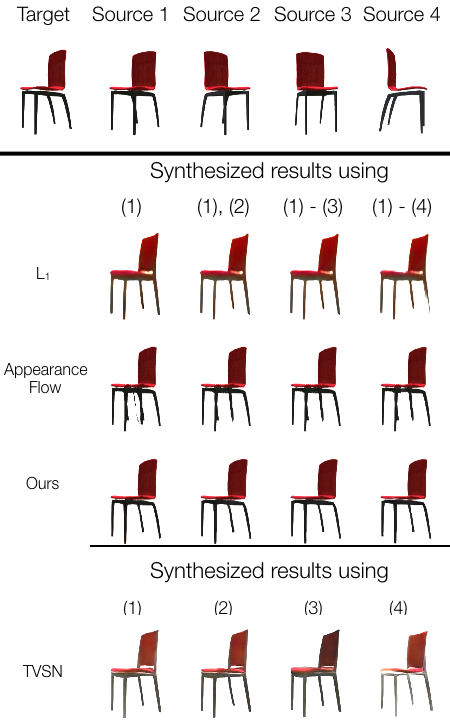 Target Source 1 Source 2 Source 3 Source 4
Synthesized results using
(1) (1), (2) (1) - (3) (1) - (4)
L₁
Appearance
Flow
Ours
Synthesized results using
(1) (2) (3) (4)
TVSN